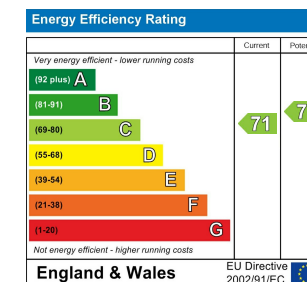 Energy Efficiency Rating
Current
Very energy efficient - lower running costs
(92 plus) A
(81-91) B
(69-80) C
71
(55-68) D
(39-54) E
(21-38) F
(1-20) G
Not energy efficient - higher running costs
England & Wales
EU Directive
2002/91/EC